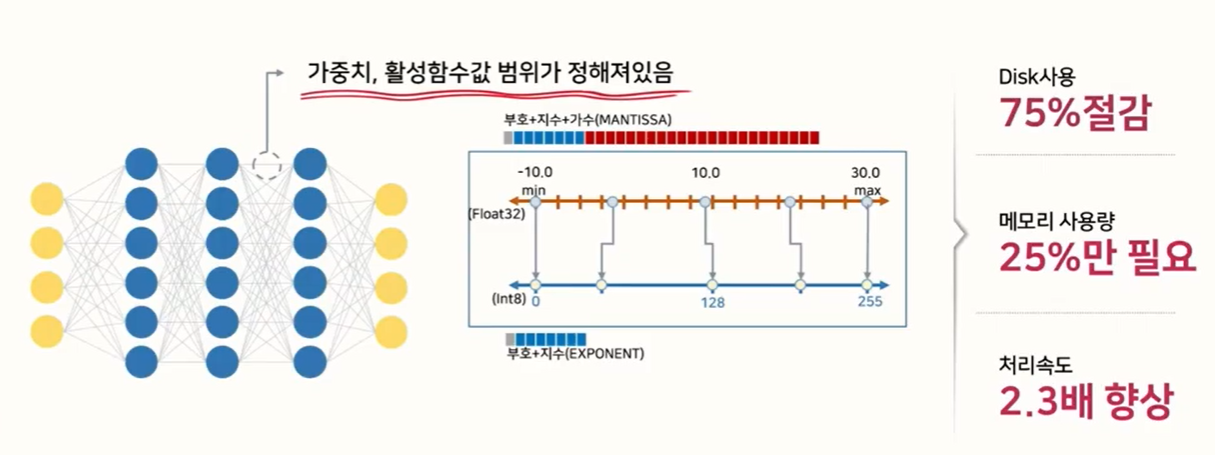 가중치, 활성함수값 범위가 정해져있음
부호+지수+가수(MANTISSA)
-10.0 10.0 30.0
min max
(Float32)
(Int8) 0 128 255
부호+지수(EXPONENT)
Disk사용
75%절감
메모리 사용량
25%만 필요
처리속도
2.3배 향상